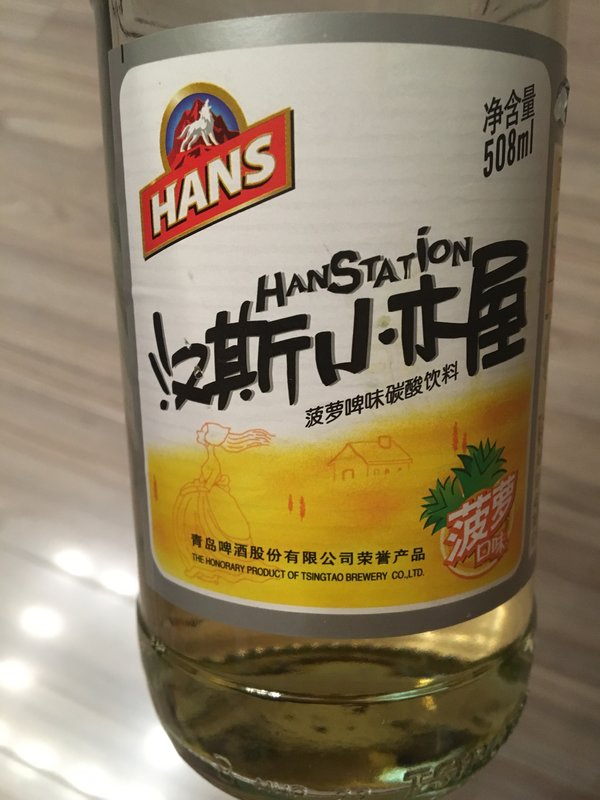 HANS
净含量
508ml
HANSTATiON
汉斯小木屋
菠萝啤味碳酸饮料
菠萝
口味
青岛啤酒股份有限公司荣誉产品
THE HONORARY PRODUCT OF TSINGTAO BREWERY CO.,LTD.